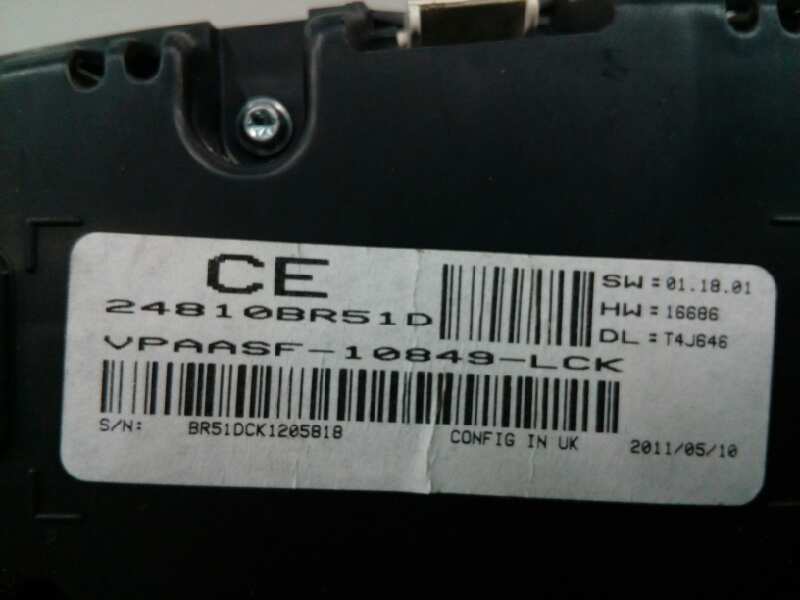 CE
24810BR51D
VPAASF-10849-LCK
SW = 01.18.01
HW = 16686
DL = T4J646
S/N: BR51DCK1205818 CONFIG IN UK 2011/05/10